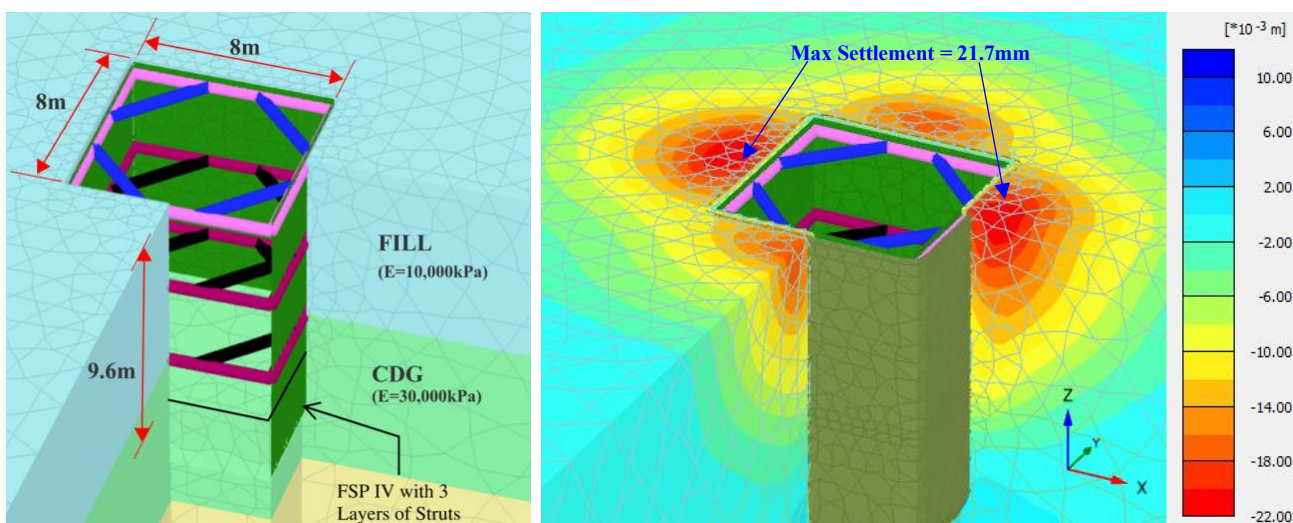 8m
8m
FILL
(E=10,000kPa)
9.6m
CDG
(E=30,000kPa)
FSP IV with 3
Layers of Struts
Max Settlement = 21.7mm
Z
Y
X
[*10 -3 m]
10.00
6.00
2.00
-2.00
-6.00
-10.00
-14.00
-18.00
-22.00